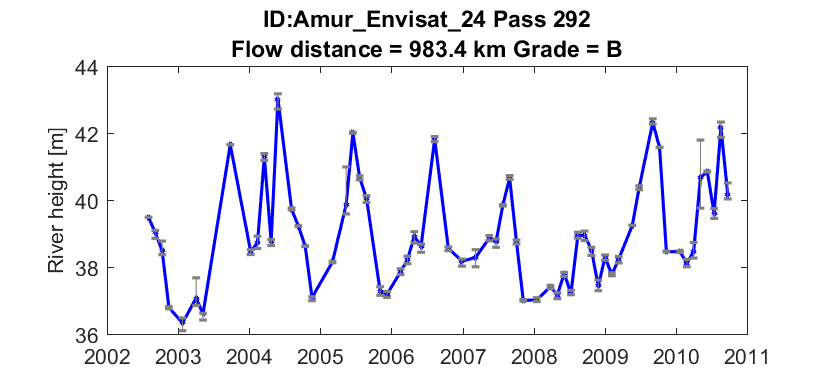 ID:Amur_Envisat_24 Pass 292
Flow distance = 983.4 km Grade = B
River height [m]
44
42
40
38
36
2002 2003 2004 2005 2006 2007 2008 2009 2010 2011